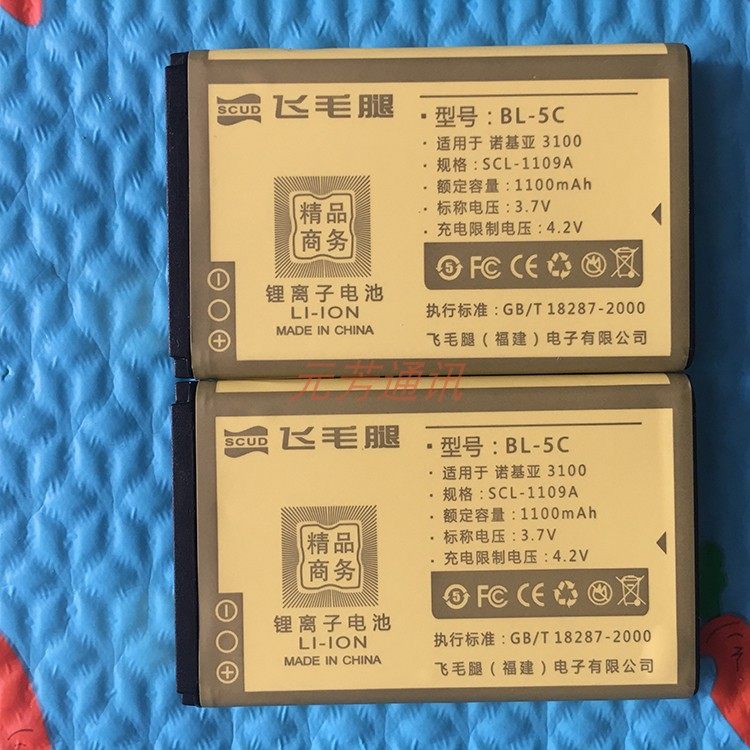 SCUD 飞毛腿
型号: BL-5C
· 适用于 诺基亚 3100
· 规格: SCL-1109A
· 额定容量: 1100mAh
· 标称电压: 3.7V
· 充电限制电压: 4.2V
精品
商务
5 FC CE
锂离子电池
LI-ION
MADE IN CHINA
执行标准: GB/T 18287-2000
飞毛腿（福建）电子有限公司
元芳通讯
SCUD 飞毛腿
型号: BL-5C
· 适用于 诺基亚 3100
· 规格: SCL-1109A
· 额定容量: 1100mAh
· 标称电压: 3.7V
· 充电限制电压: 4.2V
精品
商务
5 FC CE
锂离子电池
LI-ION
MADE IN CHINA
执行标准: GB/T 18287-2000
飞毛腿（福建）电子有限公司